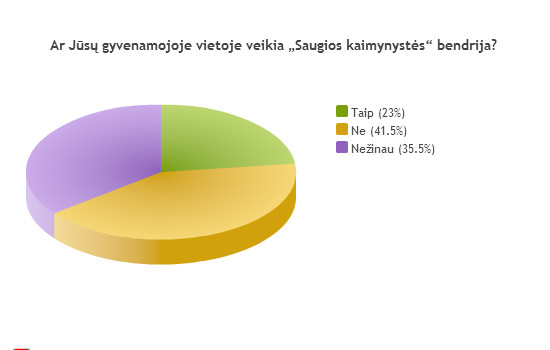 Ar Jūsų gyvenamojoje vietoje veikia „Saugios kaimynystės“ bendrija?
Taip (23%)
Ne (41.5%)
Nežinau (35.5%)